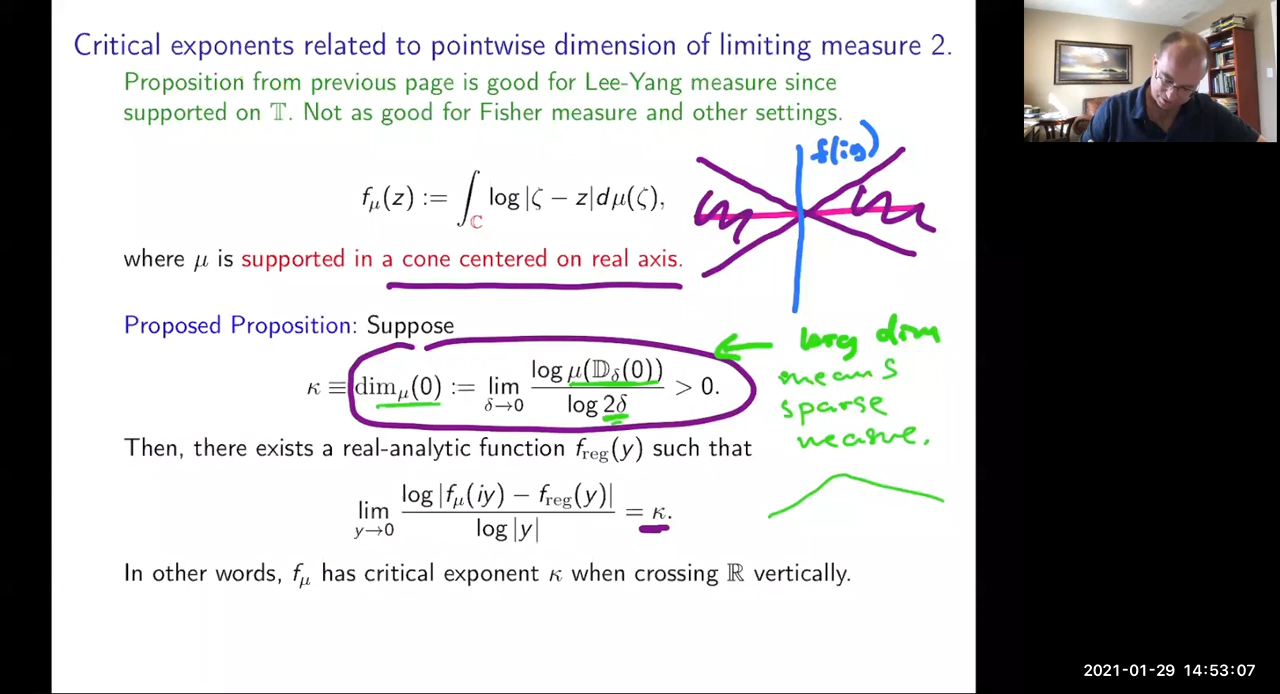 Critical exponents related to pointwise dimension of limiting measure 2.
Proposition from previous page is good for Lee-Yang measure since
supported on 𝕋. Not as good for Fisher measure and other settings.
f(iy)
f_μ(z) := ∫_ℂ log|ζ − z|dμ(ζ),
where μ is supported in a cone centered on real axis.
Proposed Proposition: Suppose
κ ≡ dim_μ(0) := lim_{δ→0} log μ(𝔻_δ(0)) / log 2δ > 0.
← larg dim
means
sparse
measure.
Then, there exists a real-analytic function f_reg(y) such that
lim_{y→0} log|f_μ(iy) − f_reg(y)| / log|y| = κ.
In other words, f_μ has critical exponent κ when crossing ℝ vertically.
2021-01-29 14:53:07